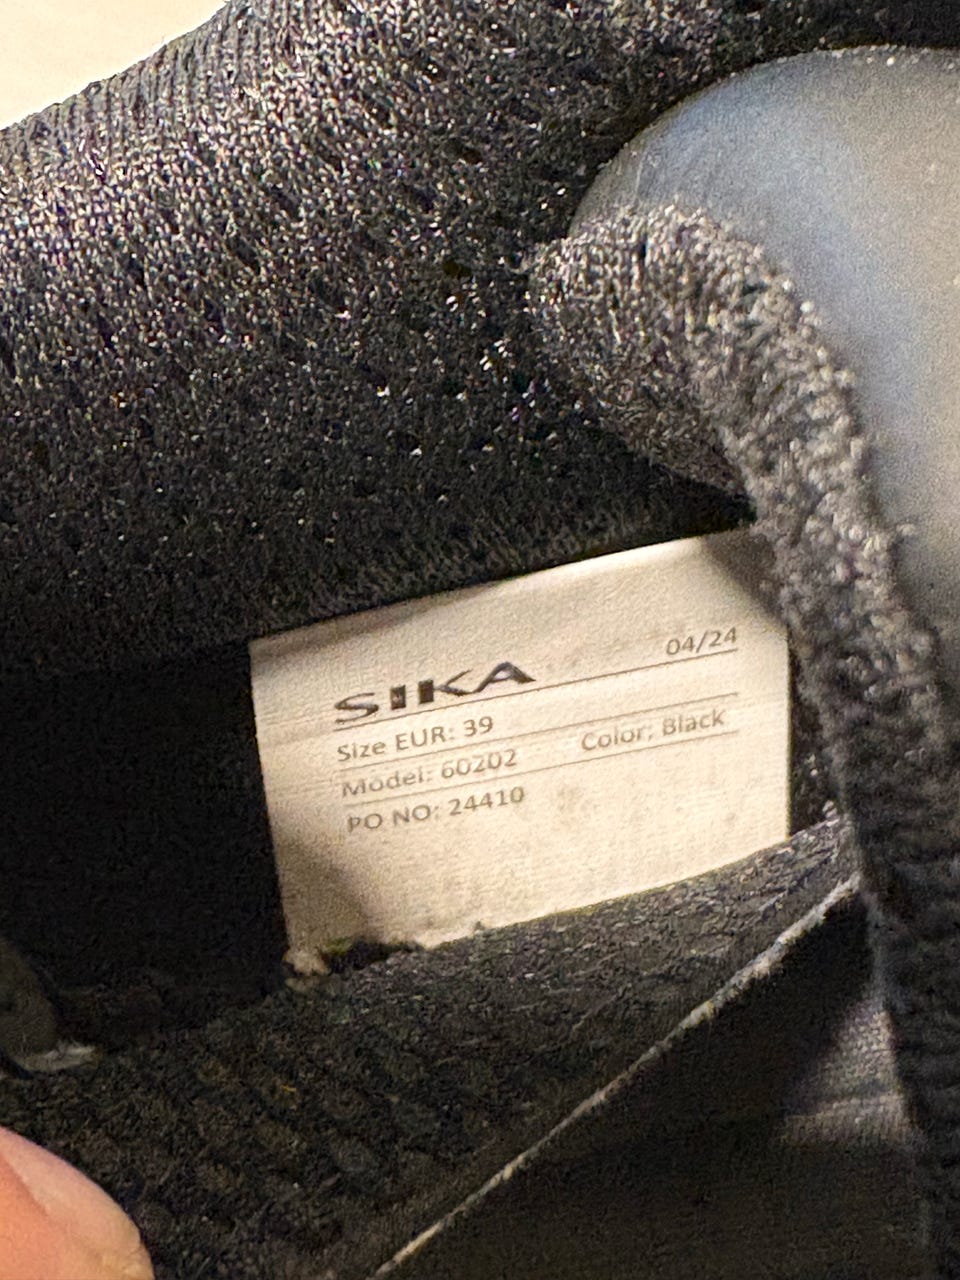 04/24
SIKA
Size EUR: 39
Model: 60202 Color: Black
PO NO: 24410